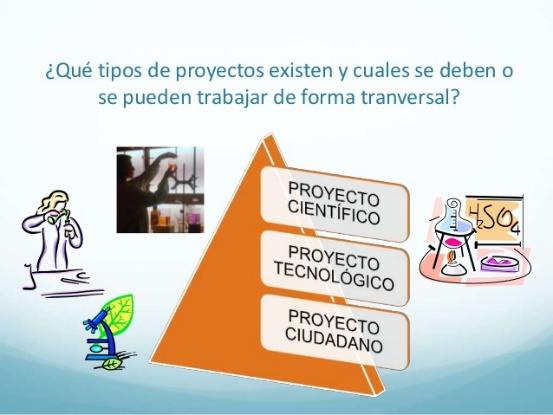 ¿Qué tipos de proyectos existen y cuales se deben o
se pueden trabajar de forma tranversal?
PROYECTO
CIENTÍFICO
PROYECTO
TECNOLÓGICO
PROYECTO
CIUDADANO
H₂SO₄